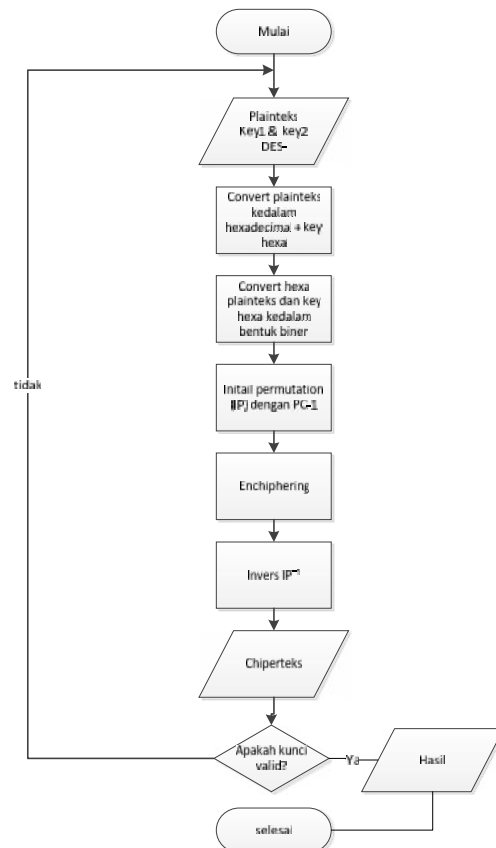 Mulai
Plainteks
Key1 & key2
DES-
Convert plainteks
kedalam
hexadecimal + key
hexa
Convert hexa
plainteks dan key
hexa kedalam
bentuk biner
tidak
Initail permutation
(IP) dengan PC-1
Enchiphering
Invers IP⁻¹
Chiperteks
Apakah kunci
valid?
Ya
Hasil
selesai